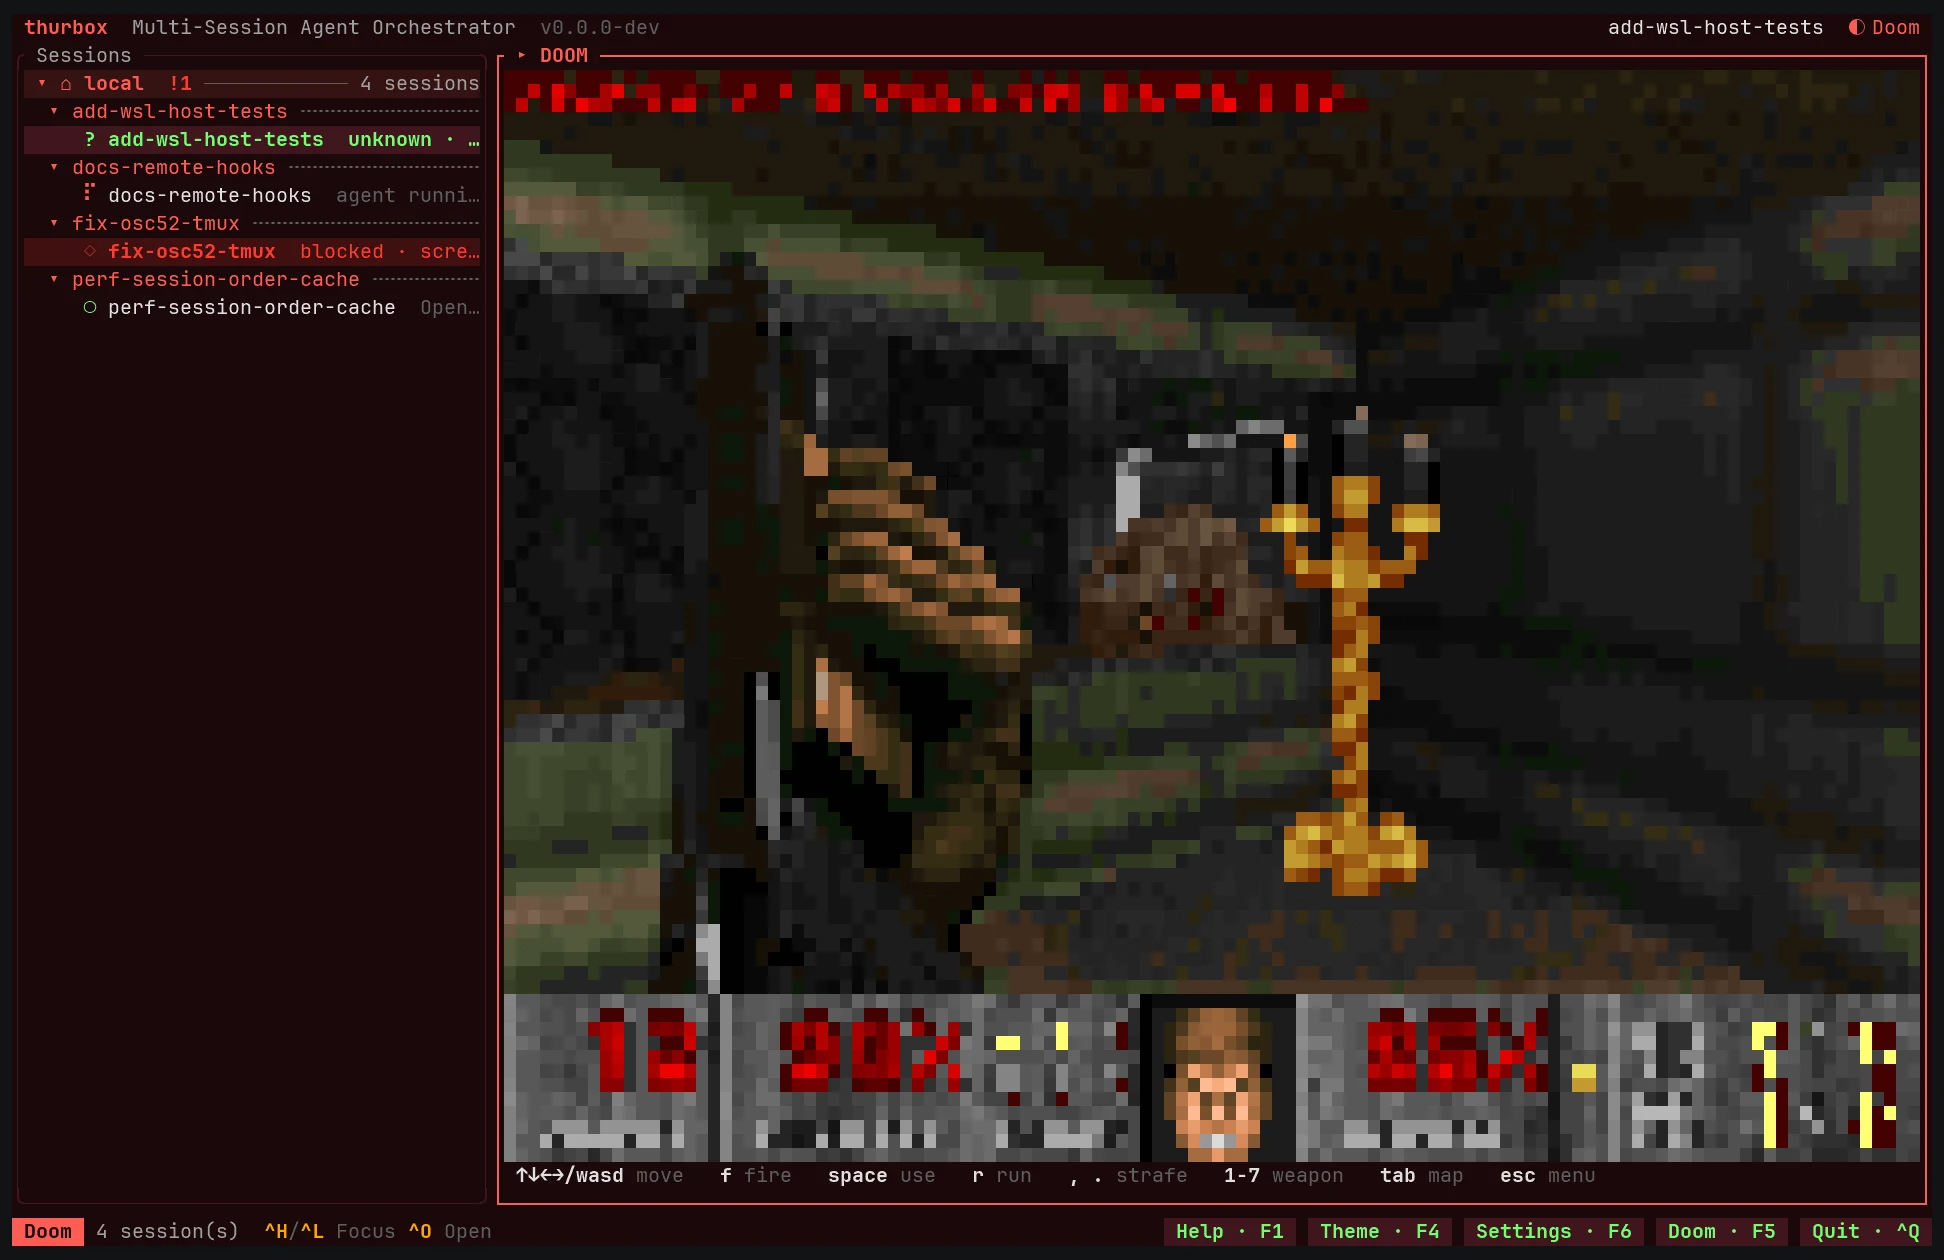 thurbox Multi-Session Agent Orchestrator v0.0.0-dev add-wsl-host-tests Doom
Sessions
local !1 4 sessions
add-wsl-host-tests
? add-wsl-host-tests unknown · …
docs-remote-hooks
docs-remote-hooks agent runni…
fix-osc52-tmux
fix-osc52-tmux blocked · scre…
perf-session-order-cache
perf-session-order-cache Open…
DOOM
↑↓←→/wasd move f fire space use r run , . strafe 1-7 weapon tab map esc menu
Doom 4 session(s) ^H/^L Focus ^O Open Help · F1 Theme · F4 Settings · F6 Doom · F5 Quit · ^Q